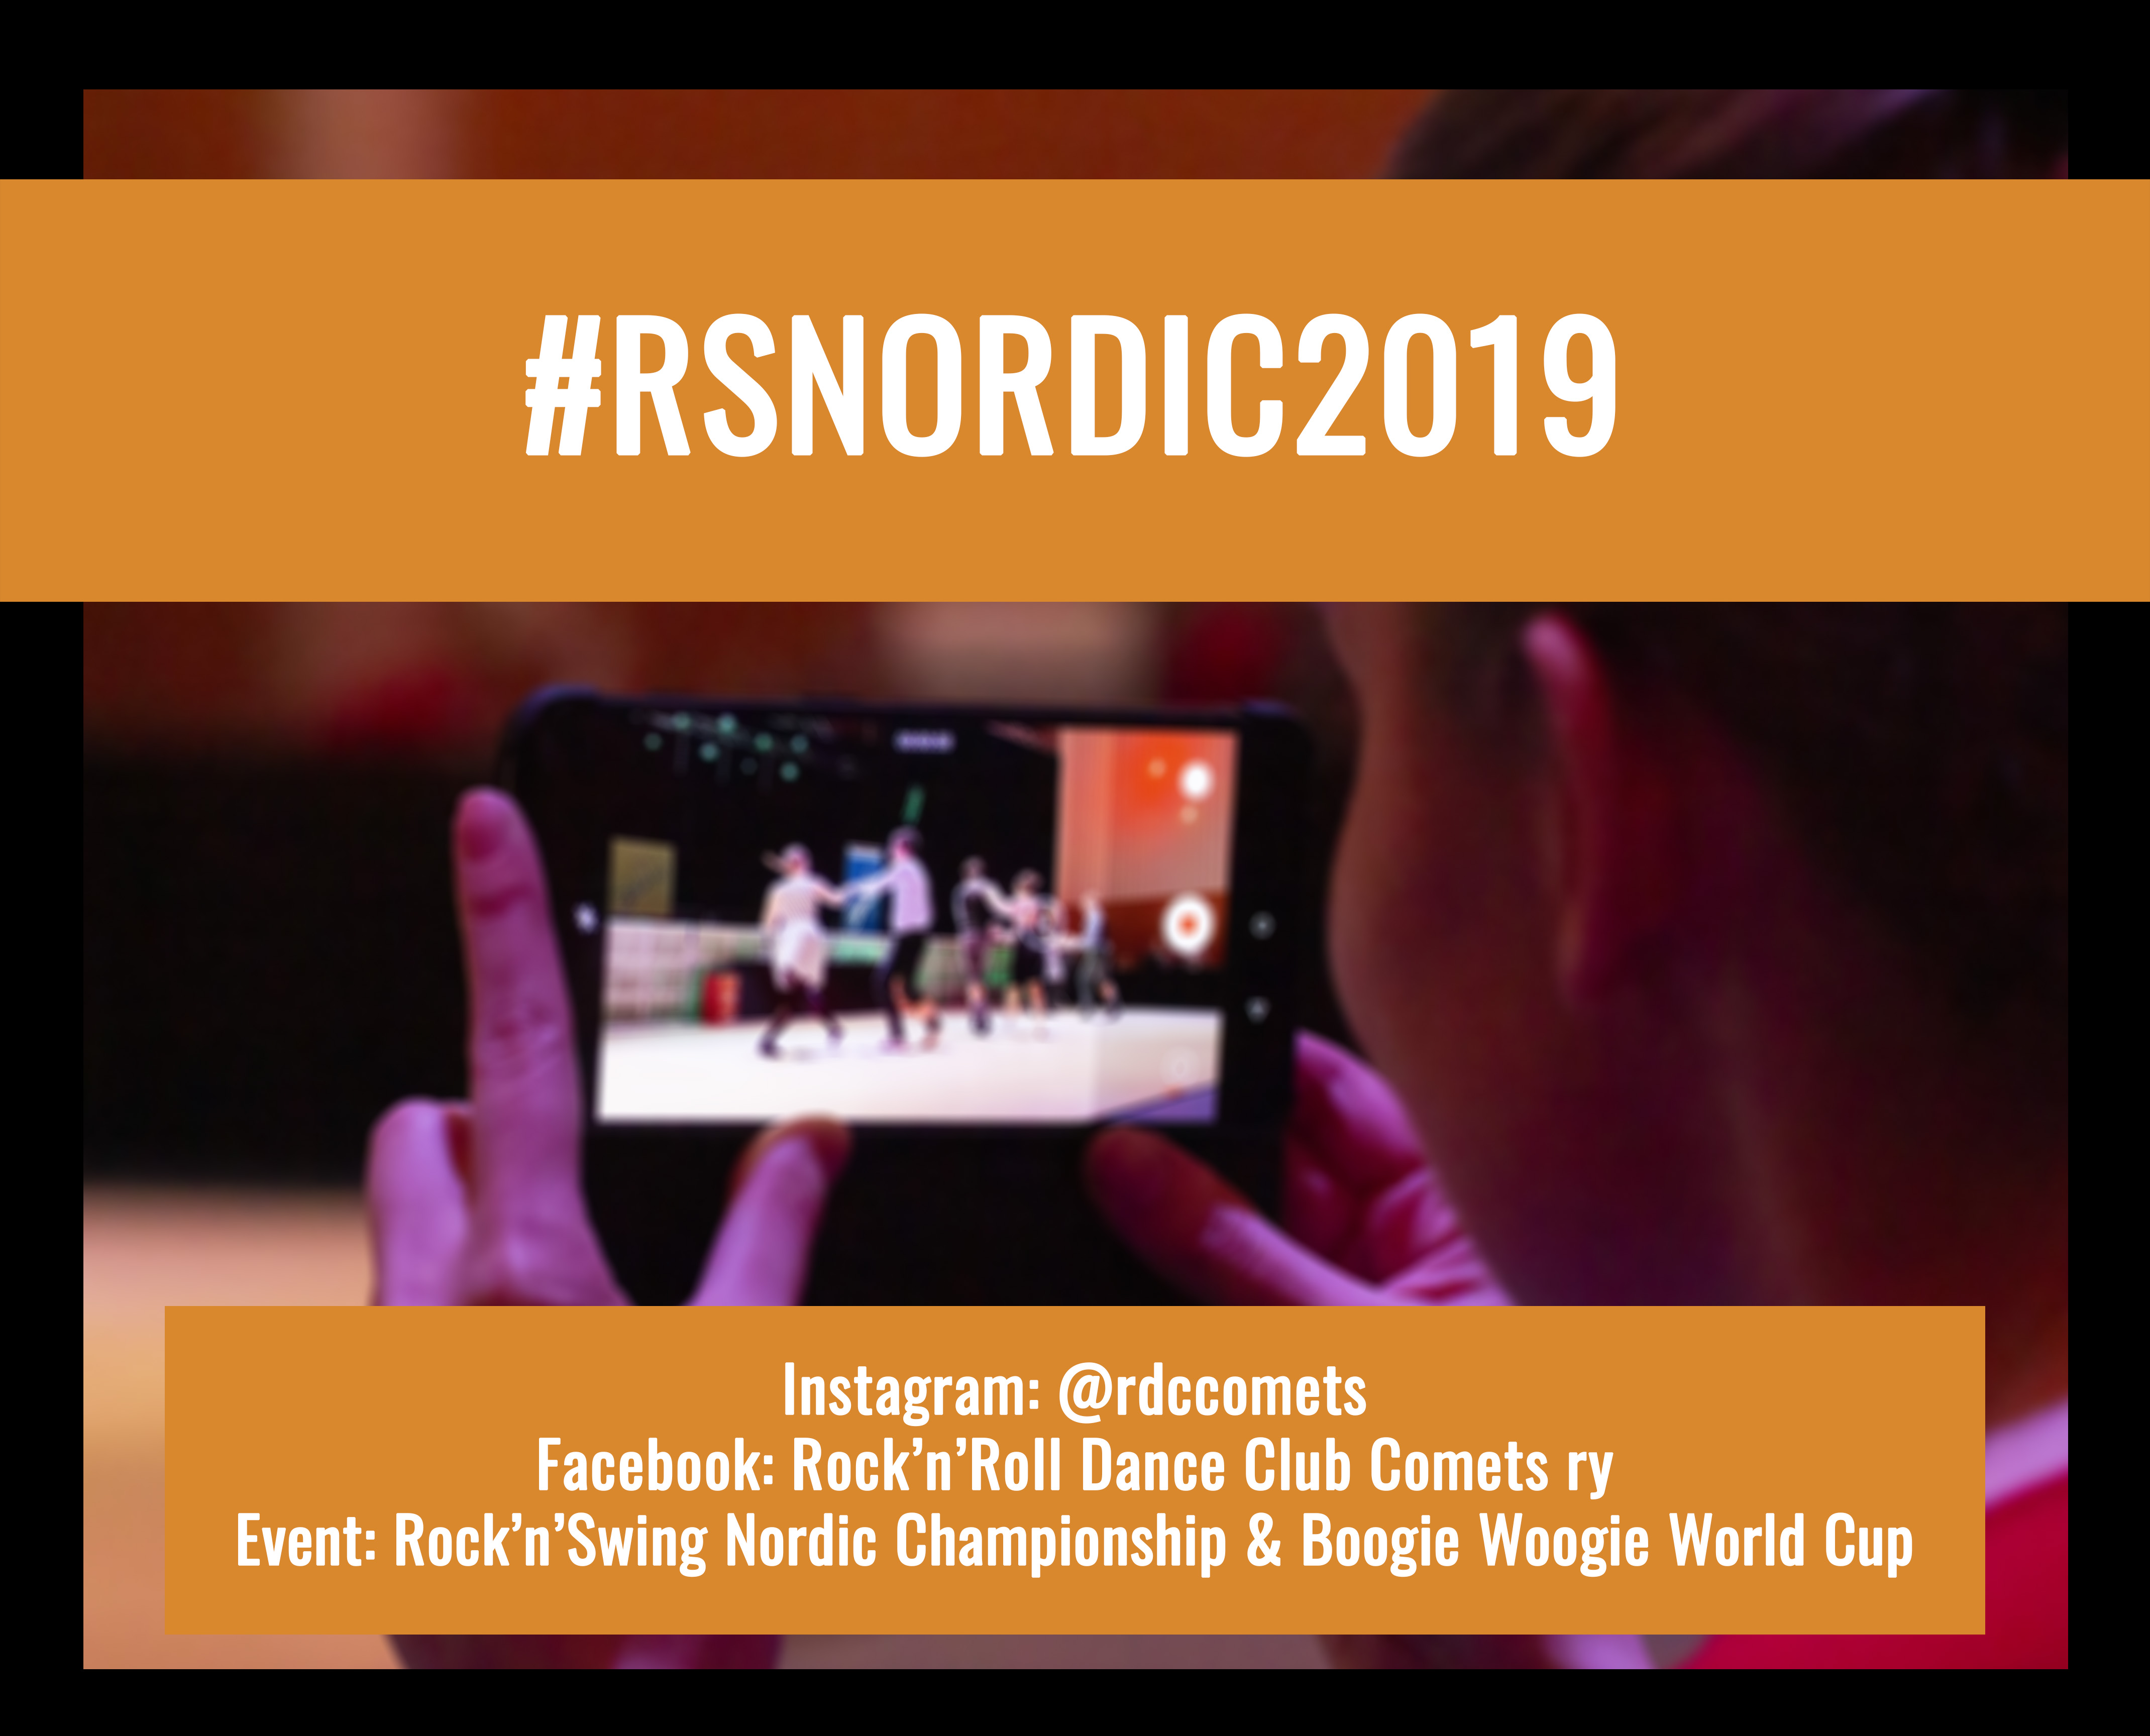 #RSNORDIC2019
Instagram: @rdccomets
Facebook: Rock’n’Roll Dance Club Comets ry
Event: Rock’n’Swing Nordic Championship & Boogie Woogie World Cup